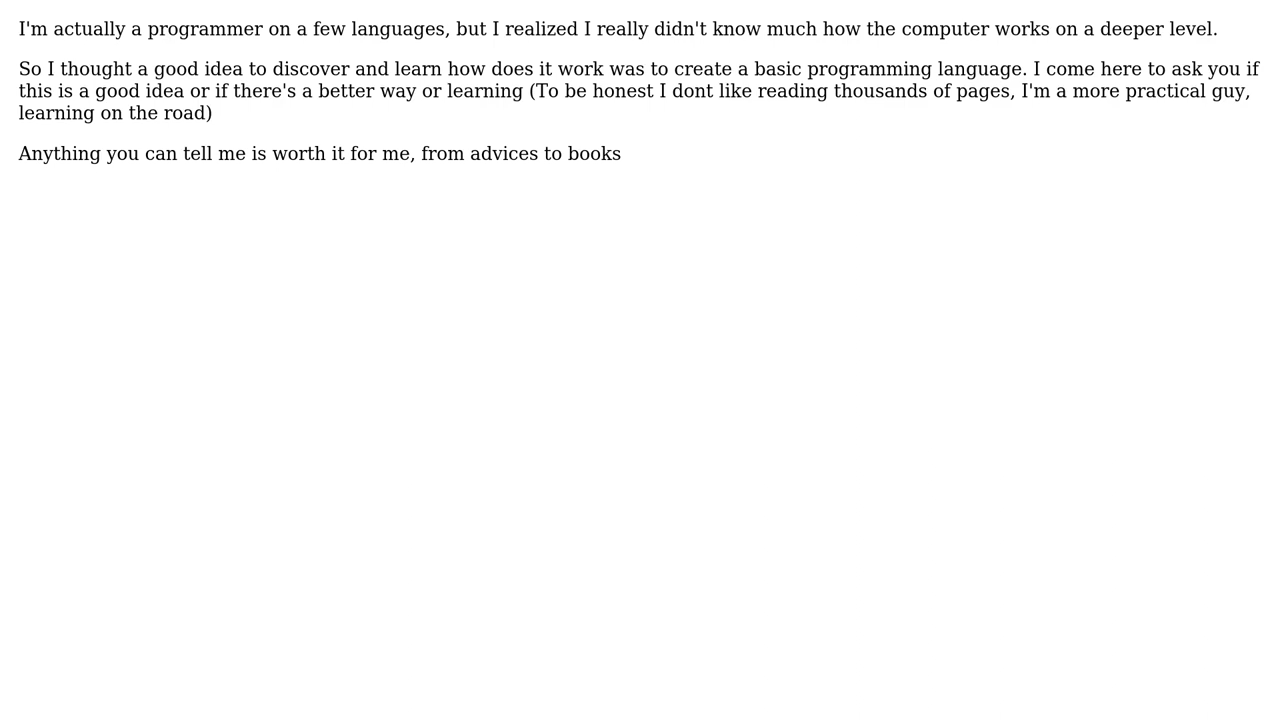 I'm actually a programmer on a few languages, but I realized I really didn't know much how the computer works on a deeper level.
So I thought a good idea to discover and learn how does it work was to create a basic programming language. I come here to ask you if
this is a good idea or if there's a better way or learning (To be honest I dont like reading thousands of pages, I'm a more practical guy,
learning on the road)
Anything you can tell me is worth it for me, from advices to books